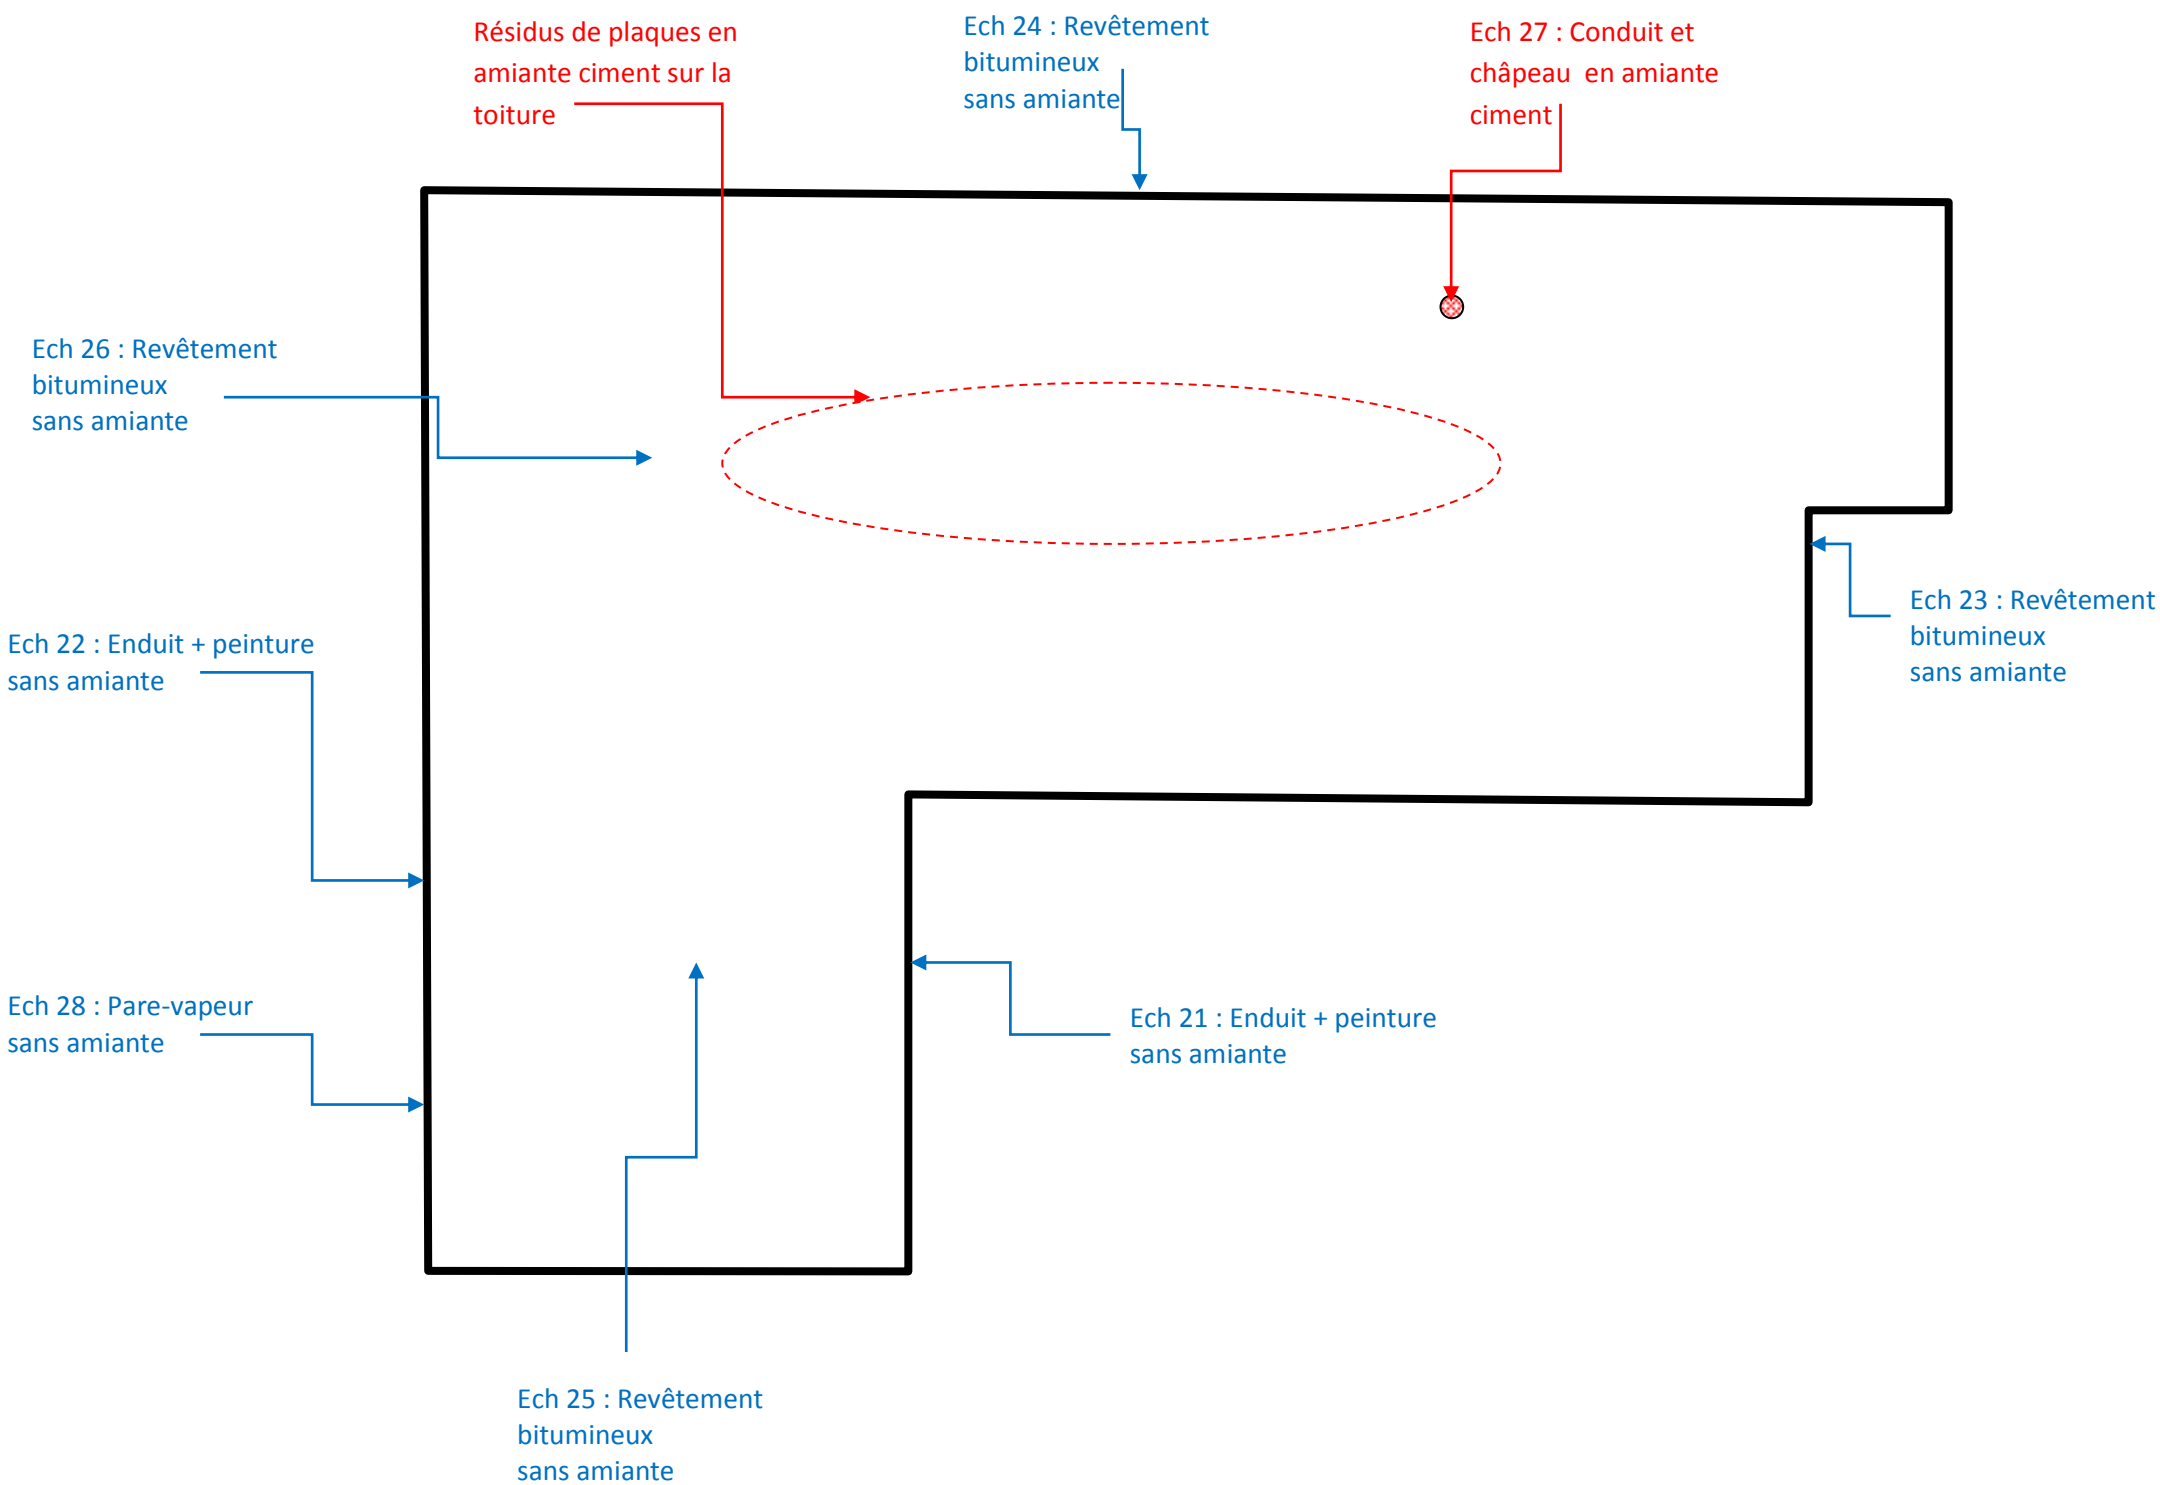 Résidus de plaques en
amiante ciment sur la
toiture
Ech 24 : Revêtement
bitumineux
sans amiante
Ech 27 : Conduit et
châpeau  en amiante
ciment
Ech 26 : Revêtement
bitumineux
sans amiante
Ech 23 : Revêtement
bitumineux
sans amiante
Ech 22 : Enduit + peinture
sans amiante
Ech 28 : Pare-vapeur
sans amiante
Ech 21 : Enduit + peinture
sans amiante
Ech 25 : Revêtement
bitumineux
sans amiante